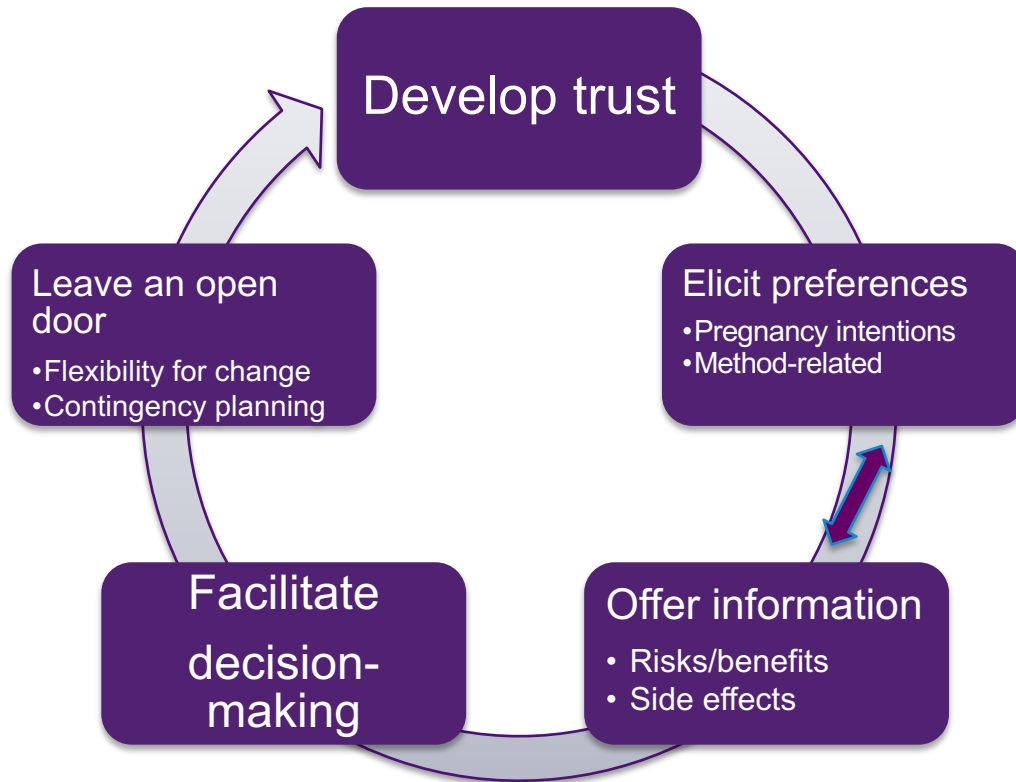 Develop trust
Elicit preferences
•Pregnancy intentions
•Method-related
Offer information
• Risks/benefits
• Side effects
Facilitate
decision-
making
Leave an open
door
•Flexibility for change
•Contingency planning